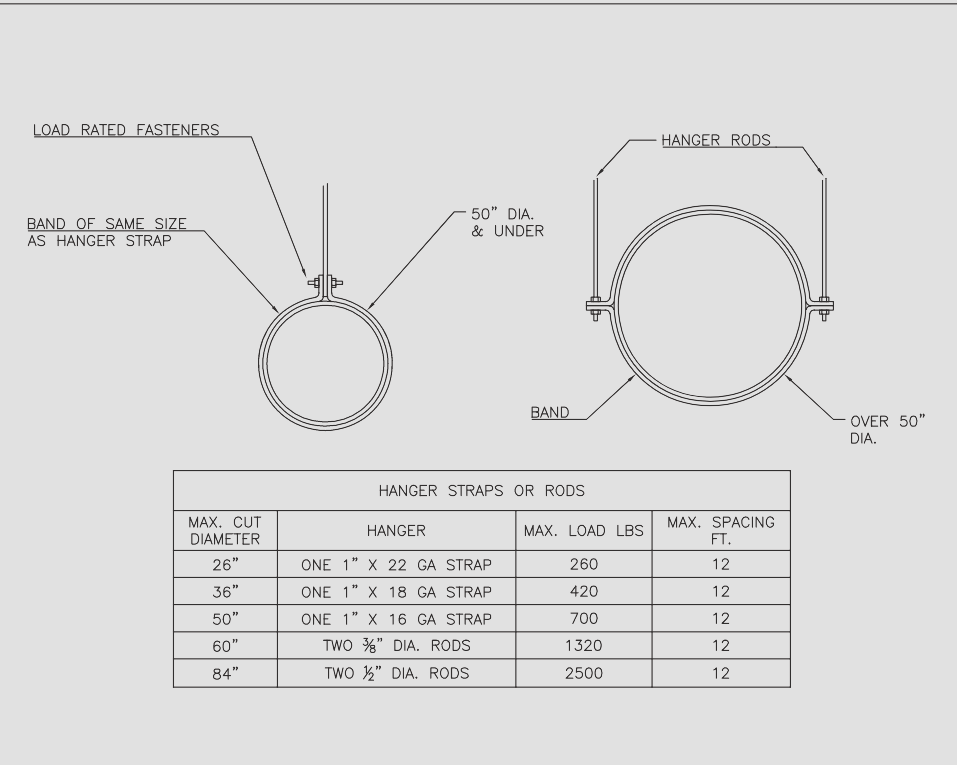 LOAD RATED FASTENERS
HANGER RODS
BAND OF SAME SIZE
AS HANGER STRAP
50" DIA.
& UNDER
BAND
OVER 50"
DIA.
HANGER STRAPS OR RODS
MAX. CUT
DIAMETER
HANGER
MAX. LOAD LBS
MAX. SPACING
FT.
26" ONE 1" X 22 GA STRAP 260 12
36" ONE 1" X 18 GA STRAP 420 12
50" ONE 1" X 16 GA STRAP 700 12
60" TWO ⅜" DIA. RODS 1320 12
84" TWO ½" DIA. RODS 2500 12